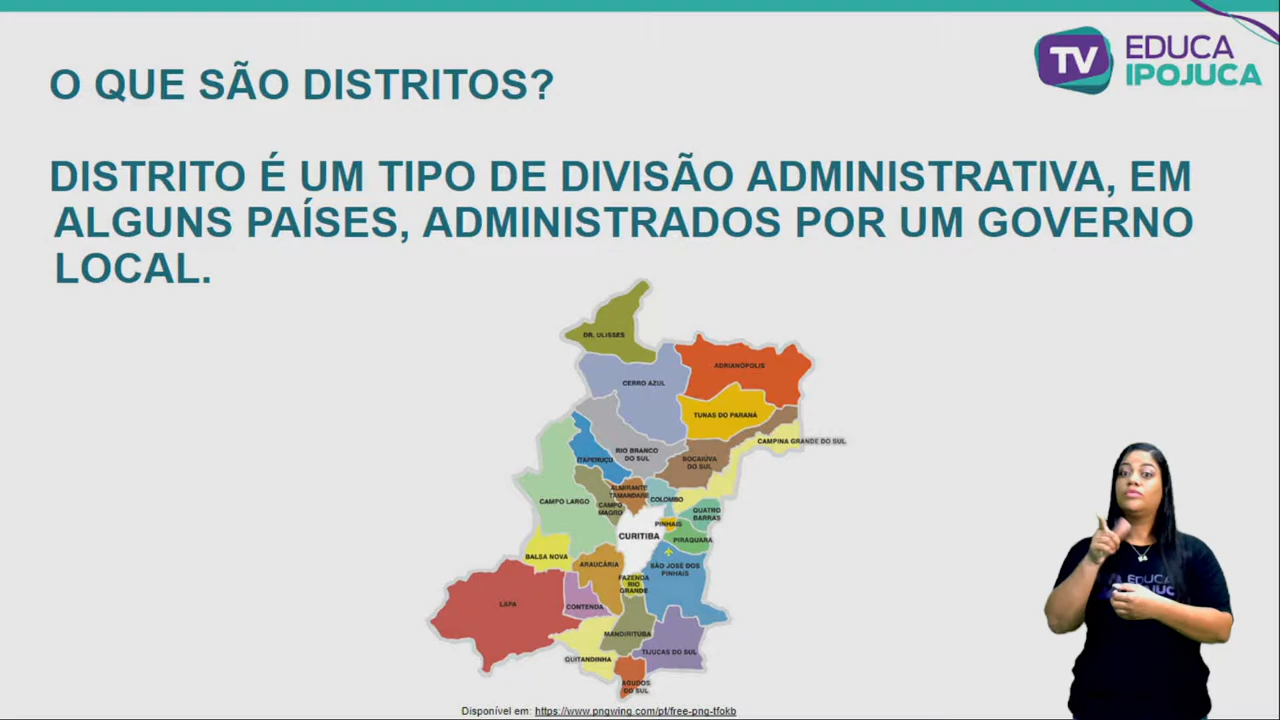 TV EDUCA
IPOJUCA
O QUE SÃO DISTRITOS?
DISTRITO É UM TIPO DE DIVISÃO ADMINISTRATIVA, EM
ALGUNS PAÍSES, ADMINISTRADOS POR UM GOVERNO
LOCAL.
DR. ULISSES
ADRIANÓPOLIS
CERRO AZUL
TUNAS DO PARANÁ
CAMPINA GRANDE DO SUL
RIO BRANCO
DO SUL
ITAPERUÇU
BOCAIÚVA
DO SUL
ALMIRANTE
TAMANDARÉ
COLOMBO
CAMPO LARGO
CAMPO
MAGRO
QUATRO
BARRAS
PINHAIS
CURITIBA
PIRAQUARA
BALSA NOVA
ARAUCÁRIA
SÃO JOSÉ DOS
PINHAIS
FAZENDA
RIO
GRANDE
LAPA
CONTENDA
MANDIRITUBA
TIJUCAS DO SUL
QUITANDINHA
AGUDOS
DO SUL
EDUCA
Disponível em: https://www.pngwing.com/pt/free-png-tfokb